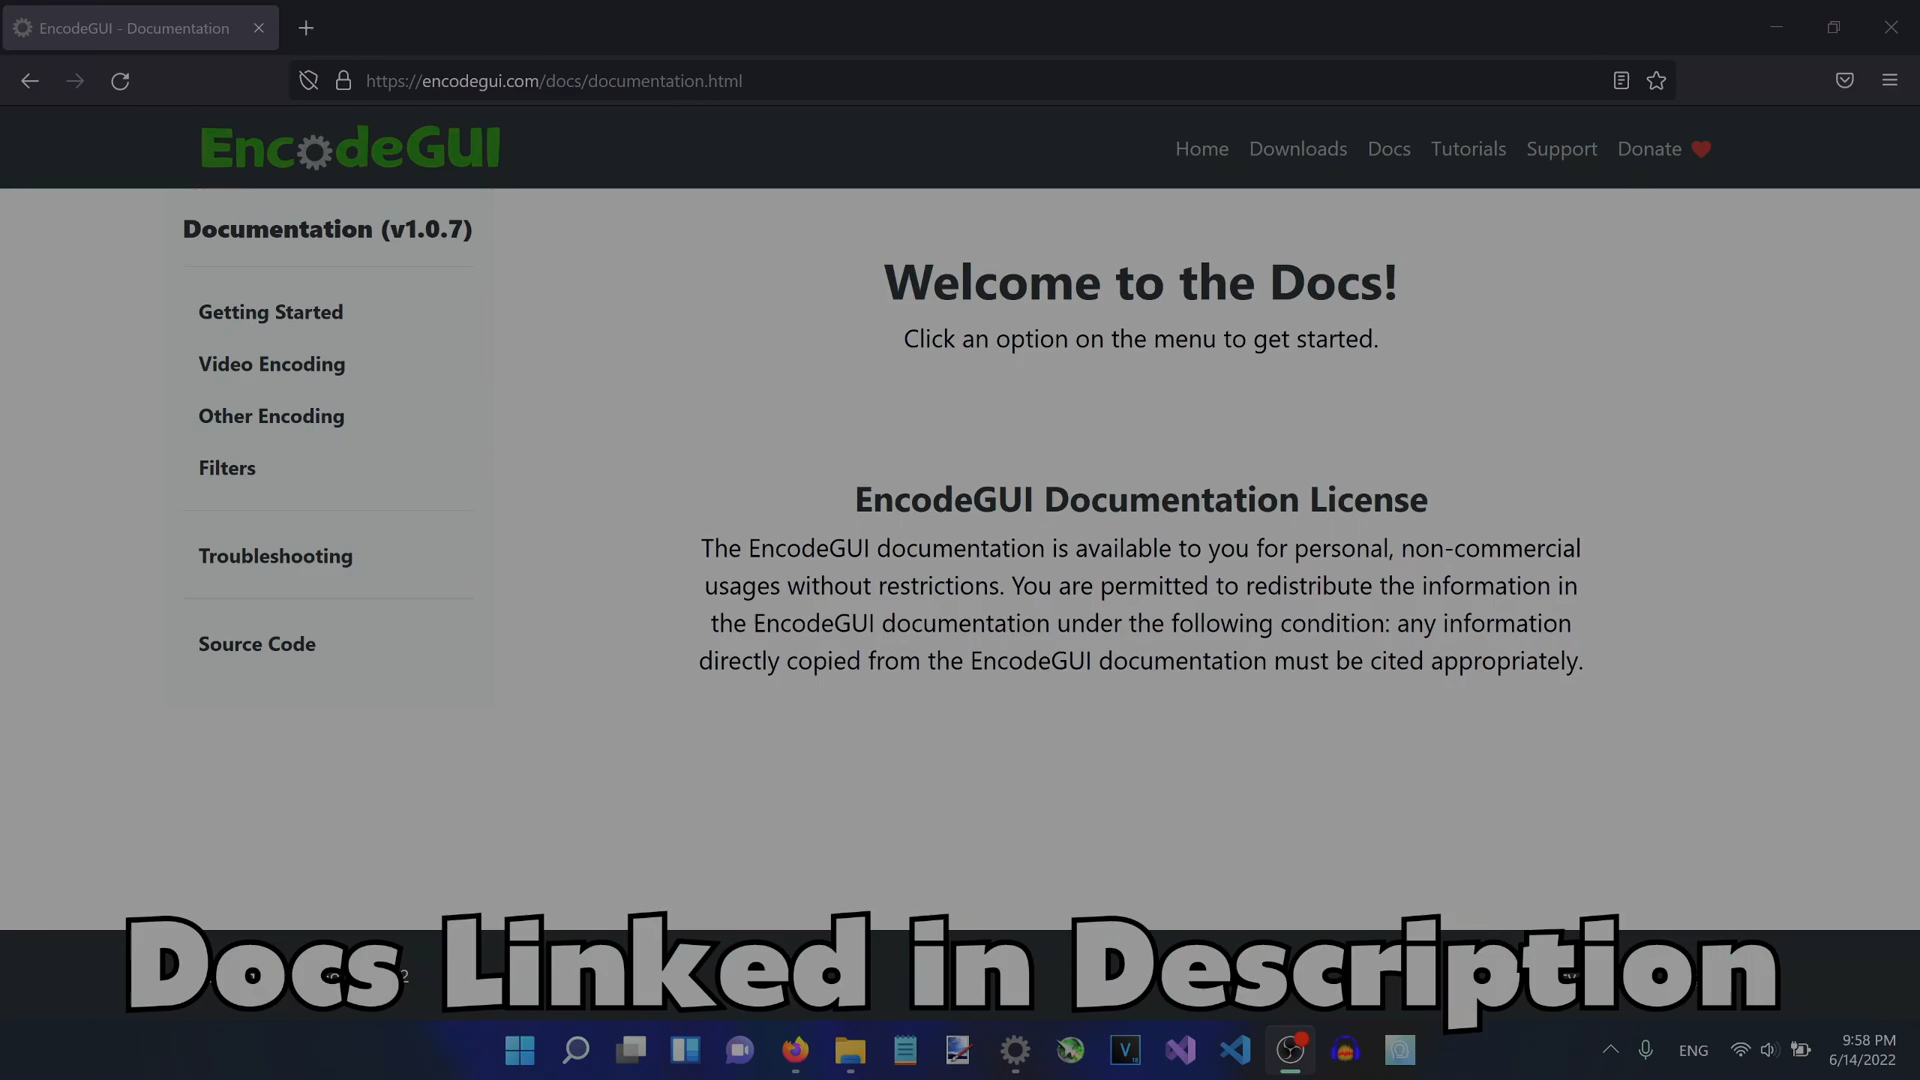 EncodeGUI - Documentation
https://encodegui.com/docs/documentation.html
EncodeGUI
Home
Downloads
Docs
Tutorials
Support
Donate
Documentation (v1.0.7)
Getting Started
Video Encoding
Other Encoding
Filters
Troubleshooting
Source Code
Welcome to the Docs!
Click an option on the menu to get started.
EncodeGUI Documentation License
The EncodeGUI documentation is available to you for personal, non-commercial
usages without restrictions. You are permitted to redistribute the information in
the EncodeGUI documentation under the following condition: any information
directly copied from the EncodeGUI documentation must be cited appropriately.
Docs Linked in Description
ENG
9:58 PM
6/14/2022